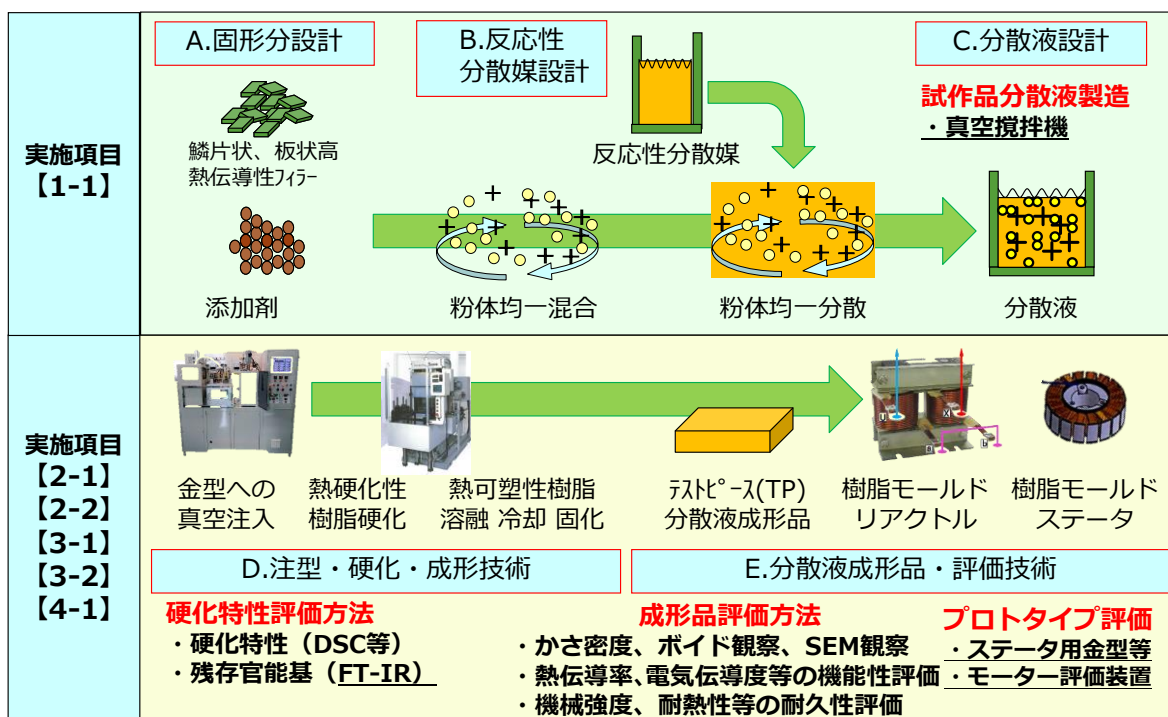 実施項目
【1-1】
A.固形分設計
B.反応性
分散媒設計
C.分散液設計
試作品分散液製造
・真空撹拌機
鱗片状、板状高
熱伝導性ﾌｨﾗｰ
反応性分散媒
添加剤
粉体均一混合
粉体均一分散
分散液
実施項目
【2-1】
【2-2】
【3-1】
【3-2】
【4-1】
U
X
a
b
金型への
真空注入
熱硬化性
樹脂硬化
熱可塑性樹脂
溶融 冷却 固化
ﾃｽﾄﾋﾟｰｽ(TP)
分散液成形品
樹脂モールド
リアクトル
樹脂モールド
ステータ
D.注型・硬化・成形技術
E.分散液成形品・評価技術
硬化特性評価方法
・硬化特性（DSC等）
・残存官能基（FT-IR）
成形品評価方法
・かさ密度、ボイド観察、SEM観察
・熱伝導率、電気伝導度等の機能性評価
・機械強度、耐熱性等の耐久性評価
プロトタイプ評価
・ステータ用金型等
・モーター評価装置